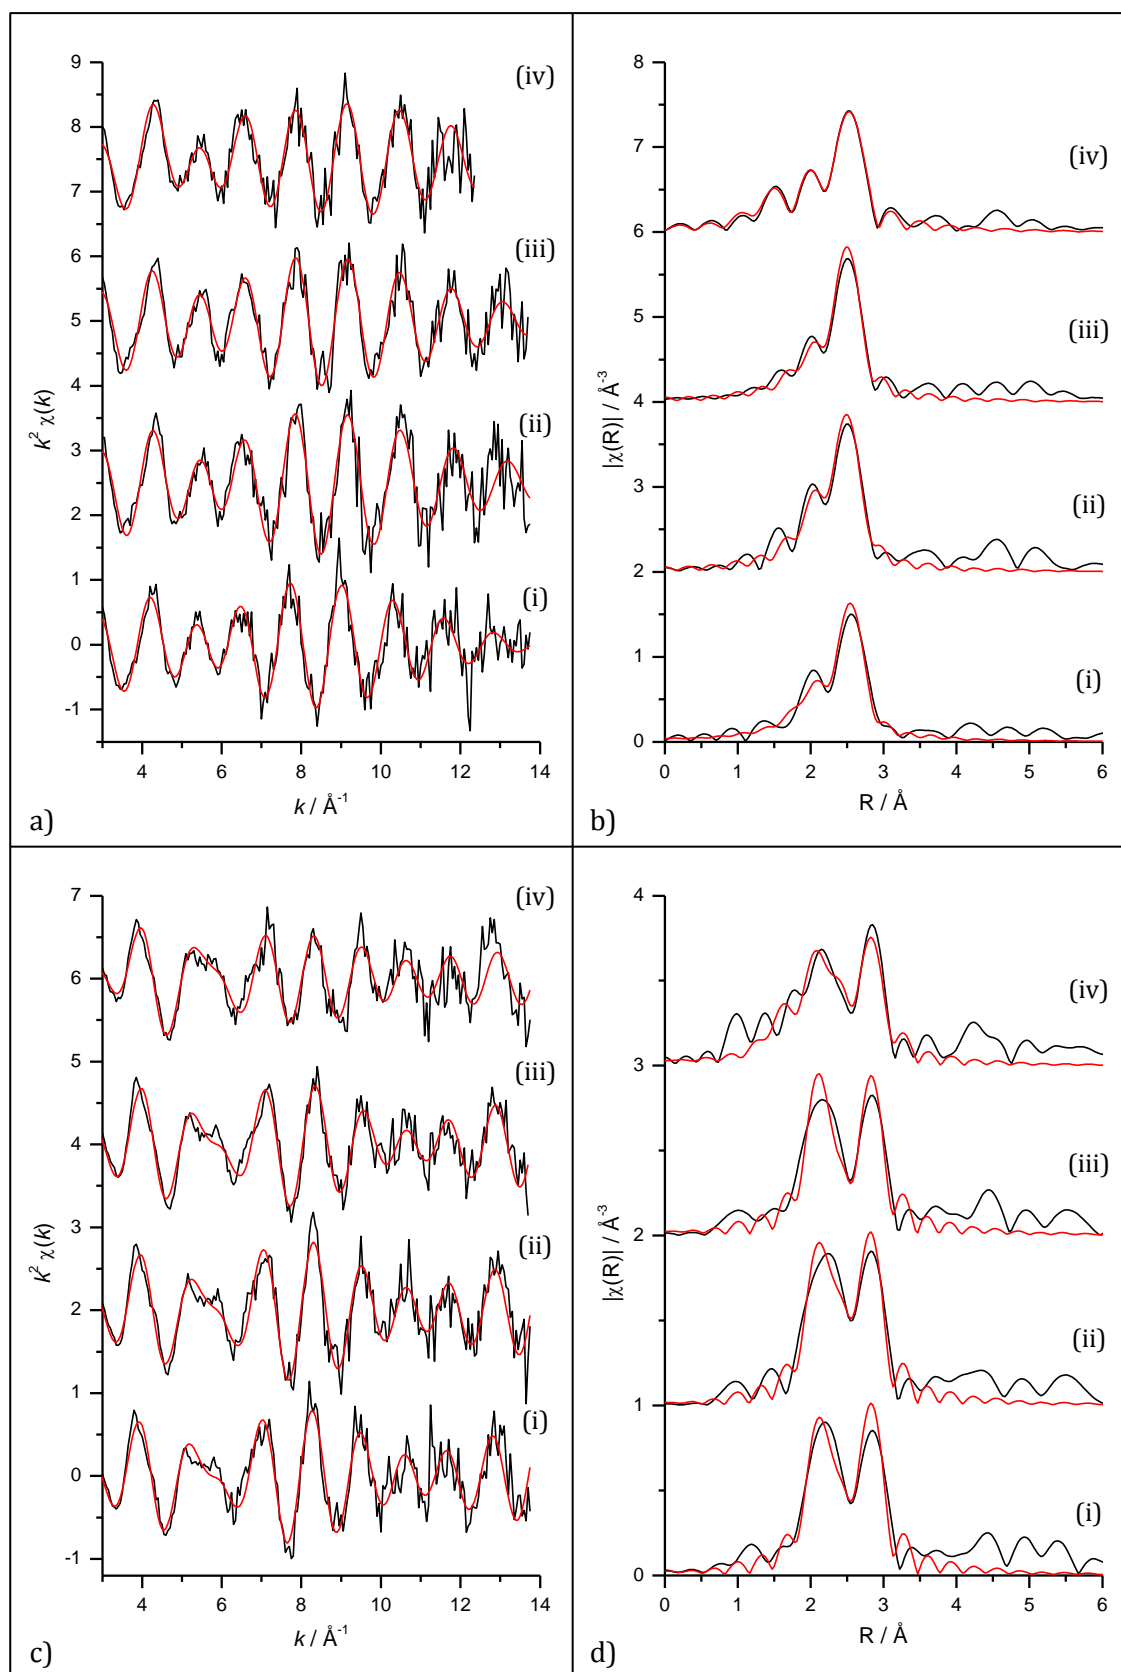 9
8
7
6
5
4
3
2
1
0
-1
k² χ(k)
(iv)
(iii)
(ii)
(i)
4
6
8
10
12
14
k / Å⁻¹
a)
8
7
6
5
4
3
2
1
0
|χ(R)| / Å⁻³
(iv)
(iii)
(ii)
(i)
0
1
2
3
4
5
6
R / Å
b)
7
6
5
4
3
2
1
0
-1
k² χ(k)
(iv)
(iii)
(ii)
(i)
4
6
8
10
12
14
k / Å⁻¹
c)
4
3
2
1
0
|χ(R)| / Å⁻³
(iv)
(iii)
(ii)
(i)
0
1
2
3
4
5
6
R / Å
d)